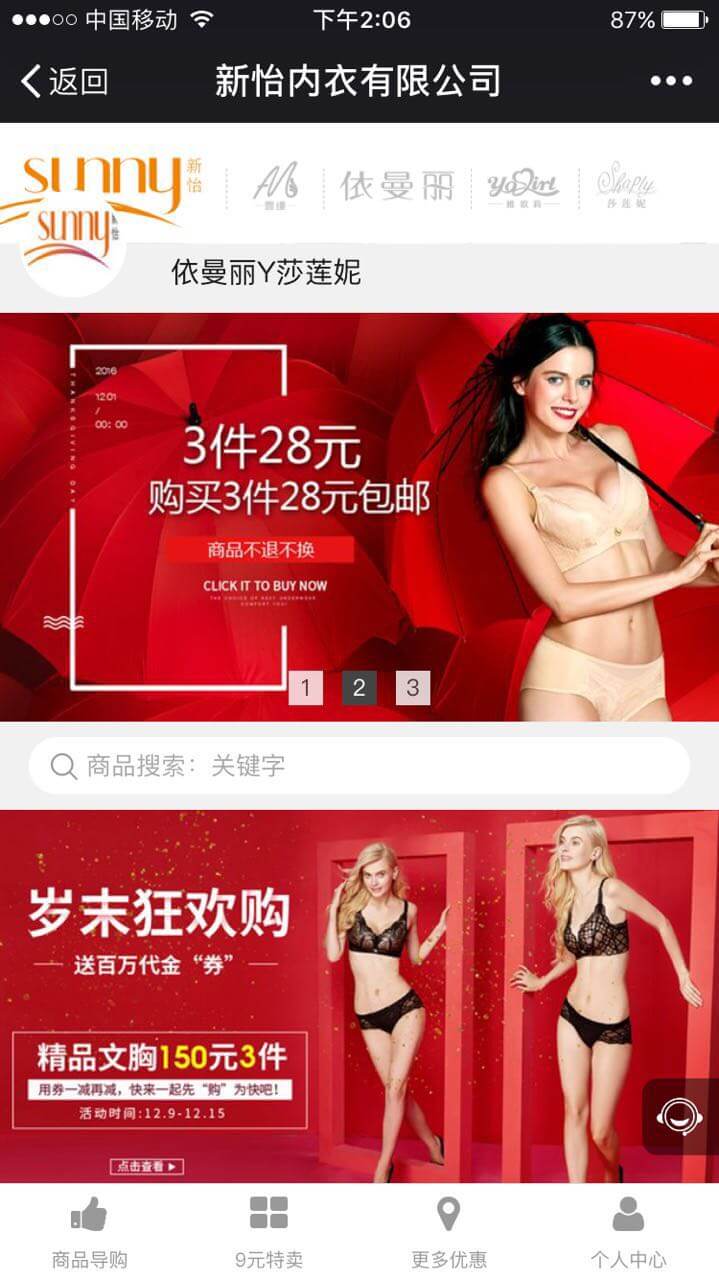 中国移动
下午2:06
87%
返回
新怡内衣有限公司
sunny 新怡
依曼丽
YoGirl
雅歌莉
Shaply
莎莲妮
sunny 新怡
依曼丽Y莎莲妮
THANKSGIVING DAY
2016
12.01
/
00:00
3件28元
购买3件28元包邮
商品不退不换
CLICK IT TO BUY NOW
THE CHOICE OF BEST UNDERWEAR
COMFORT YOU!
1 2 3
商品搜索：关键字
岁末狂欢购
送百万代金“券”
精品文胸150元3件
用券一减再减，快来一起先“购”为快吧！
活动时间:12.9-12.15
点击查看
商品导购
9元特卖
更多优惠
个人中心